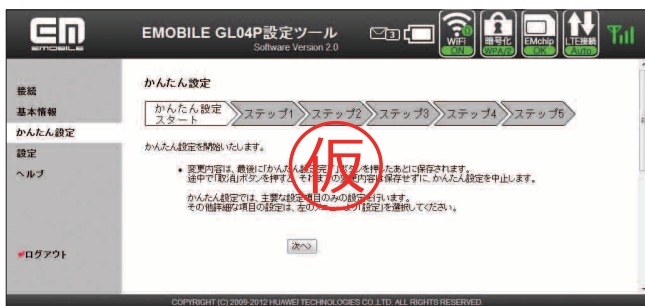 EM
EMOBILE
EMOBILE GL04P設定ツール
Software Version 2.0
3
WiFi
ON
暗号化
WPA/2
EMchip
OK
LTE接続
Auto
接続
基本情報
かんたん設定
設定
ヘルプ
ログアウト
かんたん設定
かんたん設定
スタート
ステップ1
ステップ2
ステップ3
ステップ4
ステップ5
かんたん設定を開始いたします。
• 変更内容は、最後に「かんたん設定完了」ボタンを押したあとに保存されます。
途中で「取消」ボタンを押すと、それまでの変更内容は保存せずに、かんたん設定を中止します。
かんたん設定では、主要な設定項目のみの設定を行います。
その他詳細な項目の設定は、左のメニューより「設定」を選択してください。
仮
次へ>
COPYRIGHT (C) 2009-2012 HUAWEI TECHNOLOGIES CO.,LTD. ALL RIGHTS RESERVED.